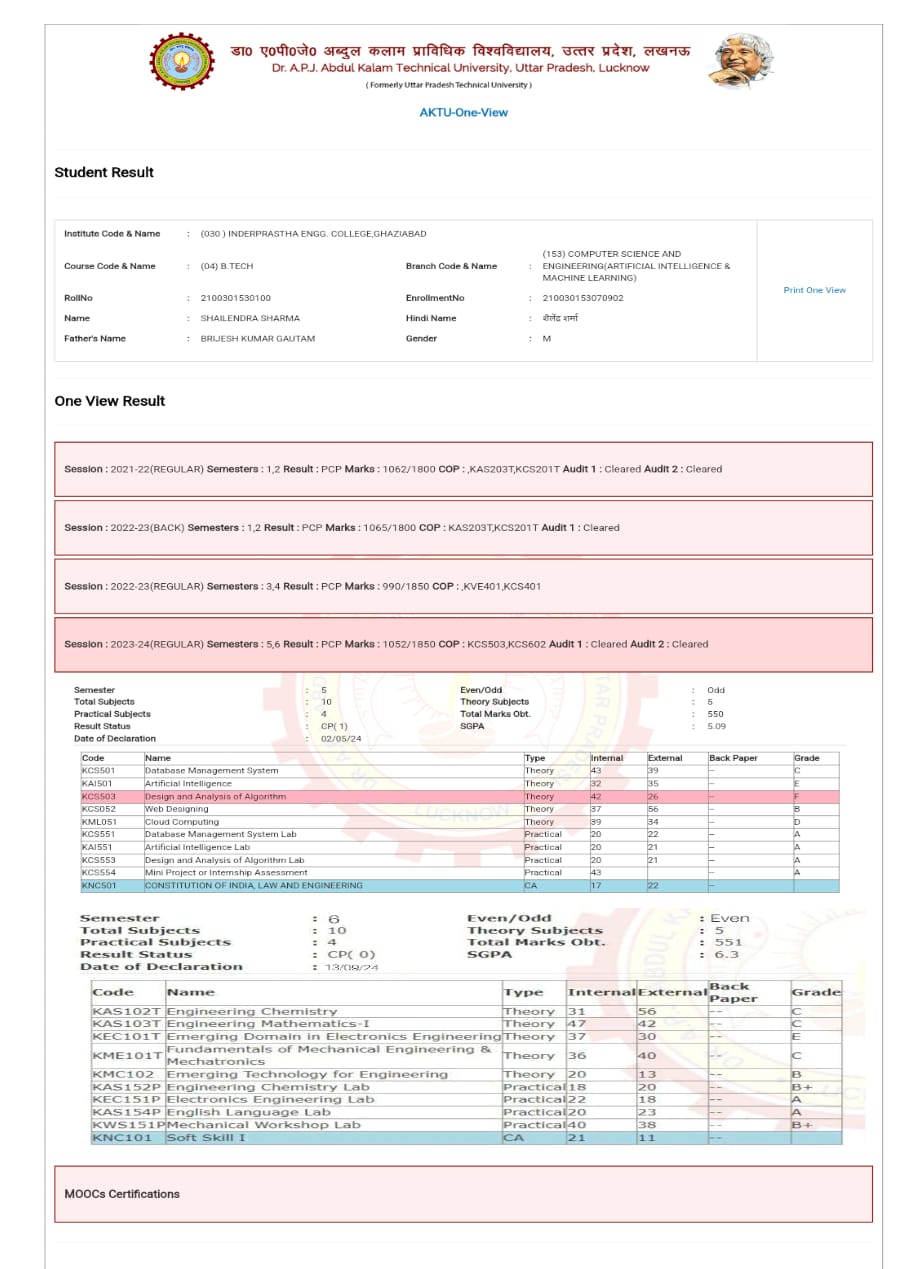 डा0 ए0पी0जे0 अब्दुल कलाम प्राविधिक विश्वविद्यालय, उत्तर प्रदेश, लखनऊ
Dr. A.P.J. Abdul Kalam Technical University, Uttar Pradesh, Lucknow
( Formerly Uttar Pradesh Technical University )
AKTU-One-View
Student Result
Institute Code & Name : (030 ) INDERPRASTHA ENGG. COLLEGE,GHAZIABAD
Course Code & Name : (04) B.TECH Branch Code & Name : (153) COMPUTER SCIENCE AND
ENGINEERING(ARTIFICIAL INTELLIGENCE &
MACHINE LEARNING)
Print One View
RollNo : 2100301530100 EnrollmentNo : 210030153070902
Name : SHAILENDRA SHARMA Hindi Name : शैलेंद्र शर्मा
Father's Name : BRIJESH KUMAR GAUTAM Gender : M
One View Result
Session : 2021-22(REGULAR) Semesters : 1,2 Result : PCP Marks : 1062/1800 COP : ,KAS203T,KCS201T Audit 1 : Cleared Audit 2 : Cleared
Session : 2022-23(BACK) Semesters : 1,2 Result : PCP Marks : 1065/1800 COP : KAS203T,KCS201T Audit 1 : Cleared
Session : 2022-23(REGULAR) Semesters : 3,4 Result : PCP Marks : 990/1850 COP : ,KVE401,KCS401
Session : 2023-24(REGULAR) Semesters : 5,6 Result : PCP Marks : 1052/1850 COP : KCS503,KCS602 Audit 1 : Cleared Audit 2 : Cleared
Semester : 5 Even/Odd : Odd
Total Subjects : 10 Theory Subjects : 5
Practical Subjects : 4 Total Marks Obt. : 550
Result Status : CP( 1) SGPA : 5.09
Date of Declaration : 02/05/24
Code Name Type Internal External Back Paper Grade
KCS501 Database Management System Theory 43 39 -- C
KAI501 Artificial Intelligence Theory 32 35 -- E
KCS503 Design and Analysis of Algorithm Theory 42 26 -- F
KCS052 Web Designing Theory 37 56 -- B
KML051 Cloud Computing Theory 39 34 -- D
KCS551 Database Management System Lab Practical 20 22 -- A
KAI551 Artificial Intelligence Lab Practical 20 21 -- A
KCS553 Design and Analysis of Algorithm Lab Practical 20 21 -- A
KCS554 Mini Project or Internship Assessment Practical 43 -- A
KNC501 CONSTITUTION OF INDIA, LAW AND ENGINEERING CA 17 22 --
Semester : 6 Even/Odd : Even
Total Subjects : 10 Theory Subjects : 5
Practical Subjects : 4 Total Marks Obt. : 551
Result Status : CP( 0) SGPA : 6.3
Date of Declaration : 13/09/24
Code Name Type Internal External Back Paper Grade
KAS102T Engineering Chemistry Theory 31 56 -- C
KAS103T Engineering Mathematics-I Theory 47 42 -- C
KEC101T Emerging Domain in Electronics Engineering Theory 37 30 -- E
KME101T Fundamentals of Mechanical Engineering & Mechatronics Theory 36 40 -- C
KMC102 Emerging Technology for Engineering Theory 20 13 -- B
KAS152P Engineering Chemistry Lab Practical 18 20 -- B+
KEC151P Electronics Engineering Lab Practical 22 18 -- A
KAS154P English Language Lab Practical 20 23 -- A
KWS151P Mechanical Workshop Lab Practical 40 38 -- B+
KNC101 Soft Skill I CA 21 11 --
MOOCs Certifications